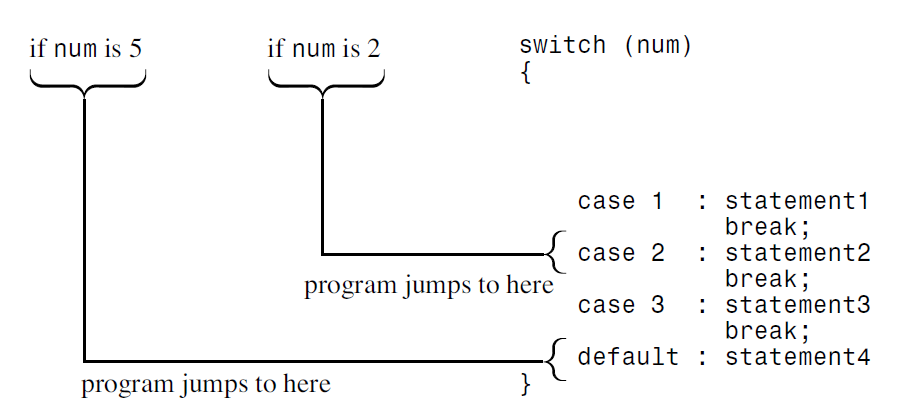 if num is 5
if num is 2
switch (num)
{
case 1 : statement1
break;
case 2 : statement2
break;
program jumps to here
case 3 : statement3
break;
default : statement4
program jumps to here
}